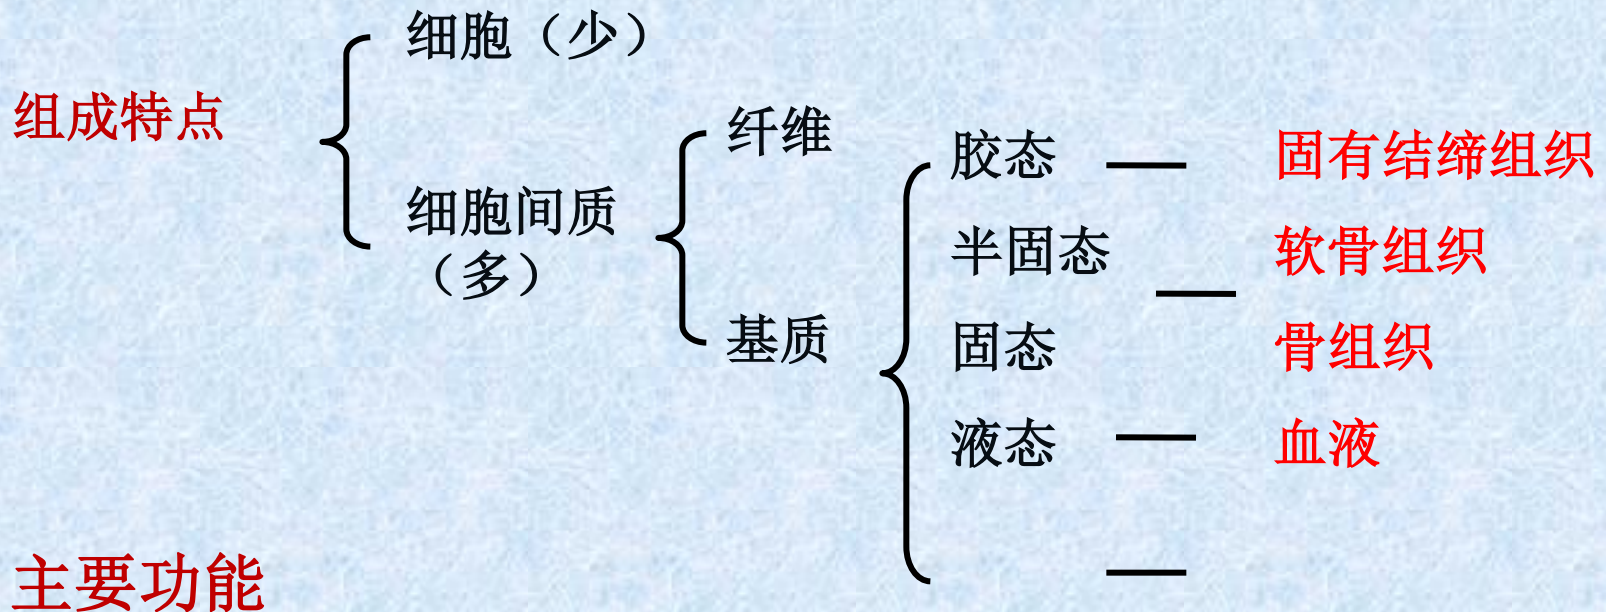 组成特点
细胞（少）
细胞间质
（多）
纤维
基质
胶态 — 固有结缔组织
半固态 — 软骨组织
固态 骨组织
液态 — 血液
—
主要功能